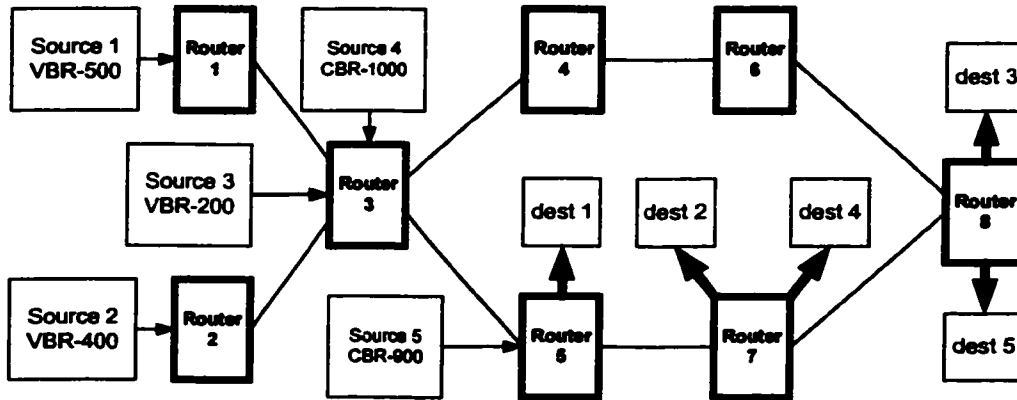 Source 1
VBR-500
Router
1
Source 4
CBR-1000
Router
4
Router
6
dest 3
Source 3
VBR-200
Router
3
dest 1
dest 2
dest 4
Router
8
Source 2
VBR-400
Router
2
Source 5
CBR-900
Router
5
Router
7
dest 5